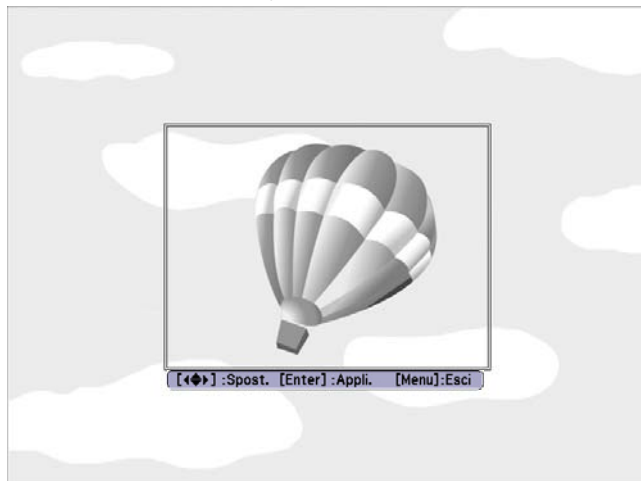 [◀◆▶] :Spost. [Enter] :Appli. [Menu]:Esci